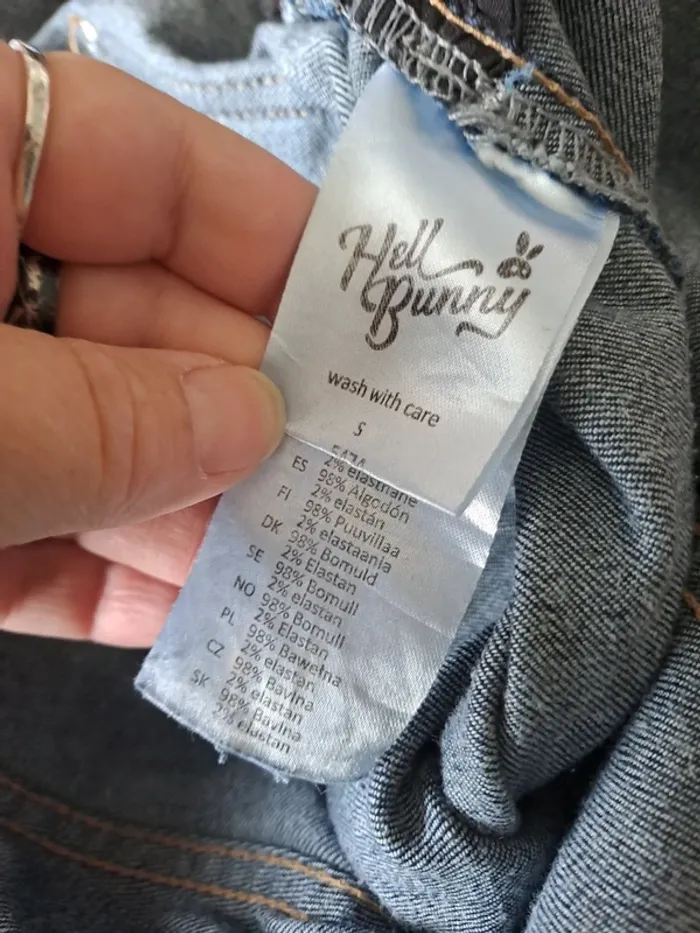 Hell
Bunny
wash with care
S
2% elasthane
ES 98% Algodón
2% elastán
FI 98% Puuvillaa
2% elastaania
DK 98% Bomuld
2% Elastan
SE 98% Bomull
2% elastan
NO 98% Bomull
2% Elastan
PL 98% Bawełna
2% elastan
CZ 98% Bavlna
2% elastan
SK 98% Bavlna
2% elastan